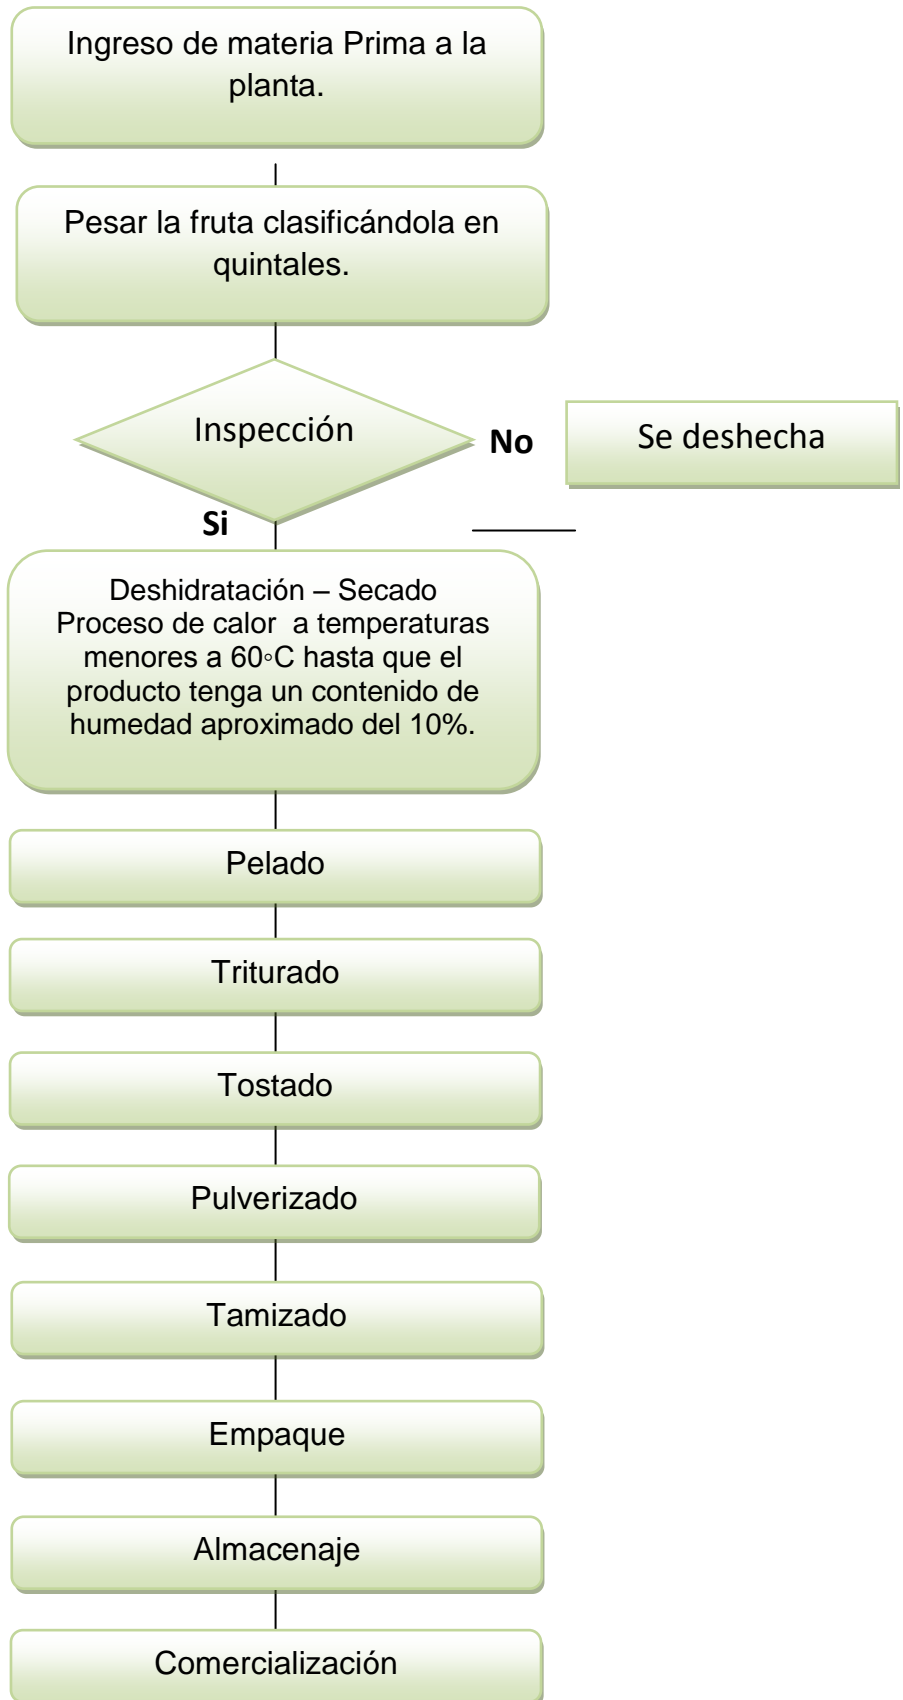 Ingreso de materia Prima a la
planta.
Pesar la fruta clasificándola en
quintales.
Inspección
No
Se deshecha
Si
Deshidratación – Secado
Proceso de calor  a temperaturas
menores a 60◦C hasta que el
producto tenga un contenido de
humedad aproximado del 10%.
Pelado
Triturado
Tostado
Pulverizado
Tamizado
Empaque
Almacenaje
Comercialización